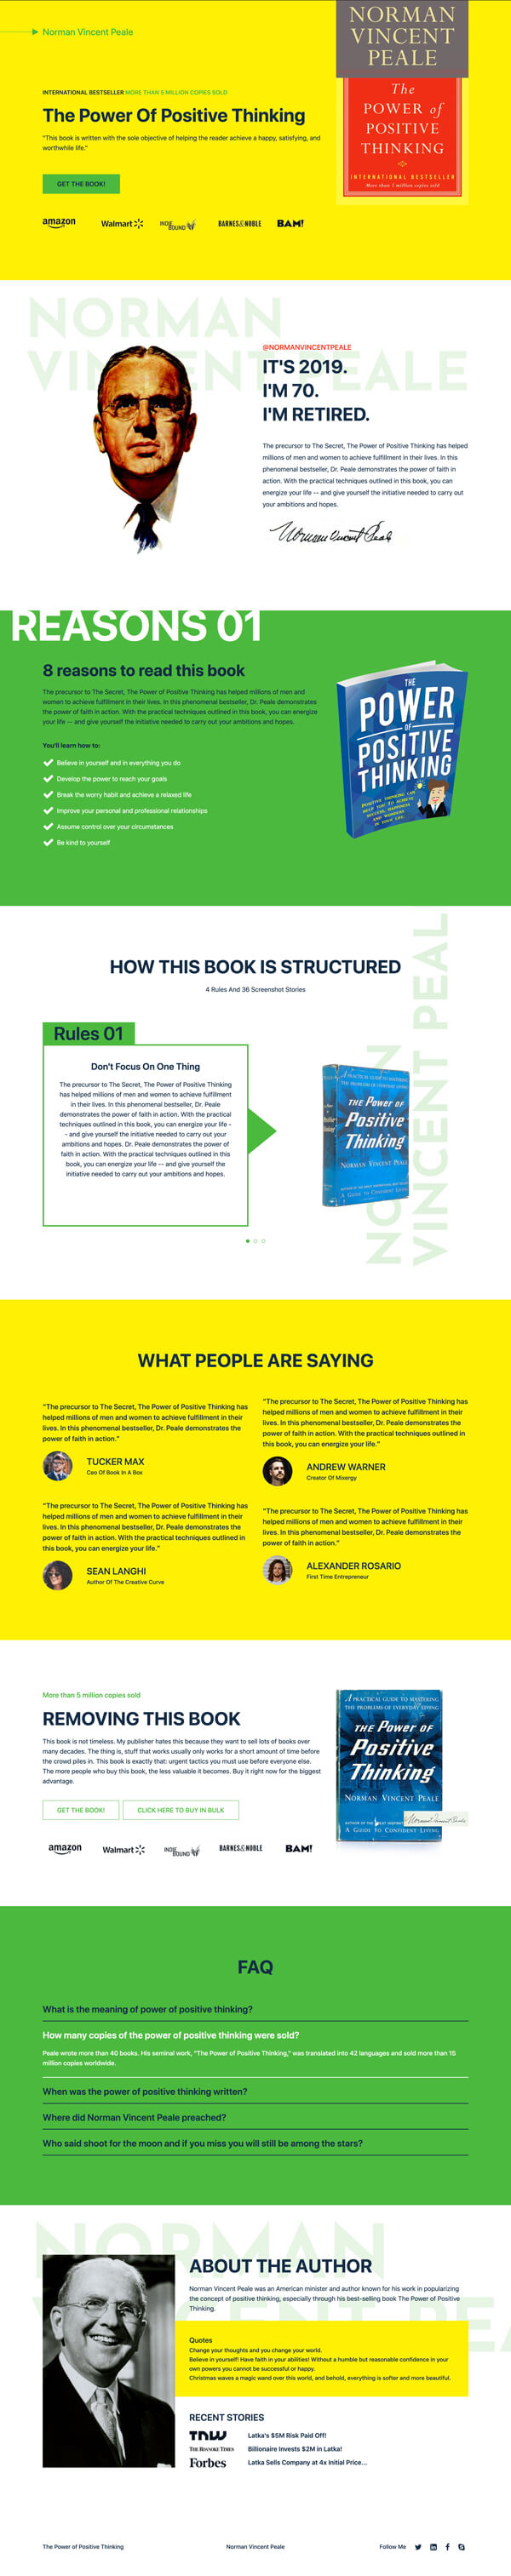 Norman Vincent Peale
NORMAN
VINCENT
PEALE
The
POWER of
POSITIVE
THINKING
INTERNATIONAL BESTSELLER
More than 5 million copies sold
INTERNATIONAL BESTSELLER MORE THAN 5 MILLION COPIES SOLD
The Power Of Positive Thinking
"This book is written with the sole objective of helping the reader achieve a happy, satisfying, and
worthwhile life."
GET THE BOOK!
amazon Walmart INDIE BOUND BARNES&NOBLE BAM!
NORMAN
VINCENT PEALE
@NORMANVINCENTPEALE
IT'S 2019.
I'M 70.
I'M RETIRED.
The precursor to The Secret, The Power of Positive Thinking has helped
millions of men and women to achieve fulfillment in their lives. In this
phenomenal bestseller, Dr. Peale demonstrates the power of faith in
action. With the practical techniques outlined in this book, you can
energize your life -- and give yourself the initiative needed to carry out
your ambitions and hopes.
Norman Vincent Peale
REASONS 01
8 reasons to read this book
The precursor to The Secret, The Power of Positive Thinking has helped millions of men and
women to achieve fulfillment in their lives. In this phenomenal bestseller, Dr. Peale demonstrates
the power of faith in action. With the practical techniques outlined in this book, you can energize
your life -- and give yourself the initiative needed to carry out your ambitions and hopes.
You'll learn how to:
Believe in yourself and in everything you do
Develop the power to reach your goals
Break the worry habit and achieve a relaxed life
Improve your personal and professional relationships
Assume control over your circumstances
Be kind to yourself
THE
POWER
OF
POSITIVE
THINKING
POSITIVE THINKING CAN
HELP YOU TO ACHIEVE
SUCCESS, HAPPINESS
AND WONDERS
IN YOUR LIFE.
HOW THIS BOOK IS STRUCTURED
4 Rules And 36 Screenshot Stories
Rules 01
Don't Focus On One Thing
The precursor to The Secret, The Power of Positive Thinking
has helped millions of men and women to achieve fulfillment
in their lives. In this phenomenal bestseller, Dr. Peale
demonstrates the power of faith in action. With the practical
techniques outlined in this book, you can energize your life -
- and give yourself the initiative needed to carry out your
ambitions and hopes. Dr. Peale demonstrates the power of
faith in action. With the practical techniques outlined in this
book, you can energize your life -- and give yourself the
initiative needed to carry out your ambitions and hopes.
A PRACTICAL GUIDE TO MASTERING
THE PROBLEMS OF EVERYDAY LIVING
THE POWER OF
Positive
Thinking
NORMAN VINCENT PEALE
A GUIDE TO CONFIDENT LIVING
VINCENT PEAL
WHAT PEOPLE ARE SAYING
"The precursor to The Secret, The Power of Positive Thinking has
helped millions of men and women to achieve fulfillment in their
lives. In this phenomenal bestseller, Dr. Peale demonstrates the
power of faith in action."
TUCKER MAX
Ceo Of Book In A Box
"The precursor to The Secret, The Power of Positive Thinking has
helped millions of men and women to achieve fulfillment in their
lives. In this phenomenal bestseller, Dr. Peale demonstrates the
power of faith in action. With the practical techniques outlined in
this book, you can energize your life."
ANDREW WARNER
Creator Of Mixergy
"The precursor to The Secret, The Power of Positive Thinking has
helped millions of men and women to achieve fulfillment in their
lives. In this phenomenal bestseller, Dr. Peale demonstrates the
power of faith in action. With the practical techniques outlined in
this book, you can energize your life."
SEAN LANGHI
Author Of The Creative Curve
"The precursor to The Secret, The Power of Positive Thinking has
helped millions of men and women to achieve fulfillment in their
lives. In this phenomenal bestseller, Dr. Peale demonstrates the
power of faith in action."
ALEXANDER ROSARIO
First Time Entrepreneur
More than 5 million copies sold
REMOVING THIS BOOK
This book is not timeless. My publisher hates this because they want to sell lots of books over
many decades. The thing is, stuff that works usually only works for a short amount of time before
the crowd piles in. This book is exactly that: urgent tactics you must use before everyone else.
The more people who buy this book, the less valuable it becomes. Buy it right now for the biggest
advantage.
GET THE BOOK! CLICK HERE TO BUY IN BULK
amazon Walmart INDIE BOUND BARNES&NOBLE BAM!
A PRACTICAL GUIDE TO MASTERING
THE PROBLEMS OF EVERYDAY LIVING
THE POWER OF
Positive
Thinking
NORMAN VINCENT PEALE
Norman Vincent Peale
A GUIDE TO CONFIDENT LIVING
FAQ
What is the meaning of power of positive thinking?
How many copies of the power of positive thinking were sold?
Peale wrote more than 40 books. His seminal work, "The Power of Positive Thinking," was translated into 42 languages and sold more than 15
million copies worldwide.
When was the power of positive thinking written?
Where did Norman Vincent Peale preached?
Who said shoot for the moon and if you miss you will still be among the stars?
NORMAN
ABOUT THE AUTHOR
Norman Vincent Peale was an American minister and author known for his work in popularizing
the concept of positive thinking, especially through his best-selling book The Power of Positive
Thinking.
Quotes
Change your thoughts and you change your world.
Believe in yourself! Have faith in your abilities! Without a humble but reasonable confidence in your
own powers you cannot be successful or happy.
Christmas waves a magic wand over this world, and behold, everything is softer and more beautiful.
RECENT STORIES
TNW Latka's $5M Risk Paid Off!
THE ROANOKE TIMES Billionaire Invests $2M in Latka!
Forbes Latka Sells Company at 4x Initial Price...
The Power of Positive Thinking Norman Vincent Peale Follow Me